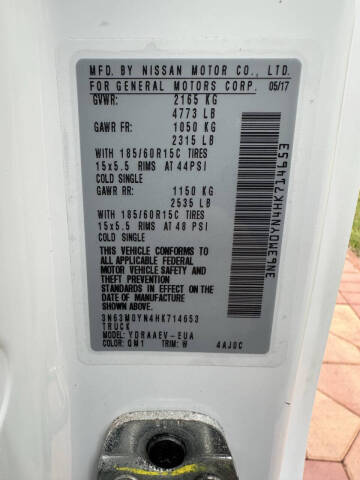 MFD. BY NISSAN MOTOR CO., LTD.
FOR GENERAL MOTORS CORP. 05/17
GVWR: 2165 KG
4773 LB
GAWR FR: 1050 KG
2315 LB
WITH 185/60R15C TIRES
15x5.5 RIMS AT 44PSI
COLD SINGLE
GAWR RR: 1150 KG
2535 LB
WITH 185/60R15C TIRES
15x5.5 RIMS AT 48 PSI
COLD SINGLE
THIS VEHICLE CONFORMS TO
ALL APPLICABLE FEDERAL
MOTOR VEHICLE SAFETY
AND THEFT PREVENTION
STANDARDS IN EFFECT ON
THE DATE OF MANUFACTURE
SHOWN ABOVE.
3N63M0YN4HK714653
TRUCK
MODEL: YDRAAEV-EUA
COLOR: QM1 TRIM: W 4AJ0C
3N63M0YN4HK714653